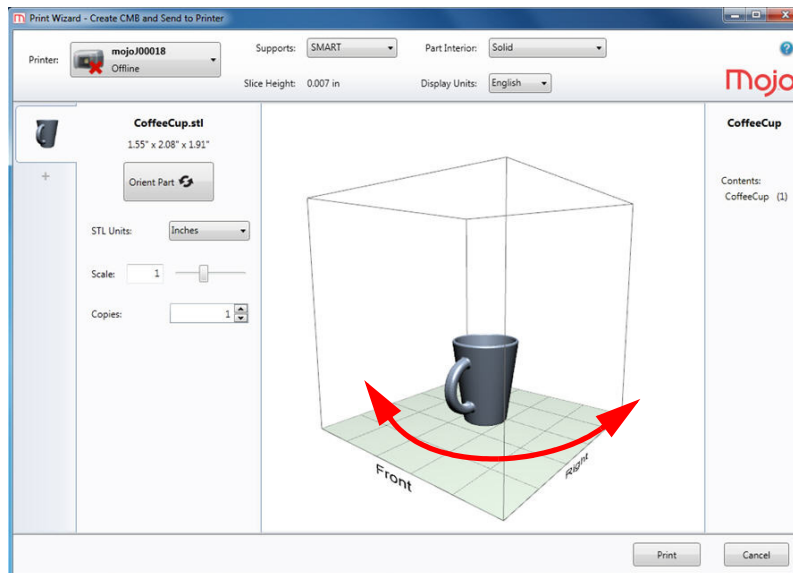 Print Wizard - Create CMB and Send to Printer
Printer:
mojoJ00018
Offline
Supports:
SMART
Part Interior:
Solid
Slice Height:
0.007 in
Display Units:
English
?
mojo
CoffeeCup.stl
1.55" x 2.08" x 1.91"
Orient Part
STL Units:
Inches
Scale:
1
Copies:
1
+
Front
Right
CoffeeCup
Contents:
CoffeeCup (1)
Print
Cancel